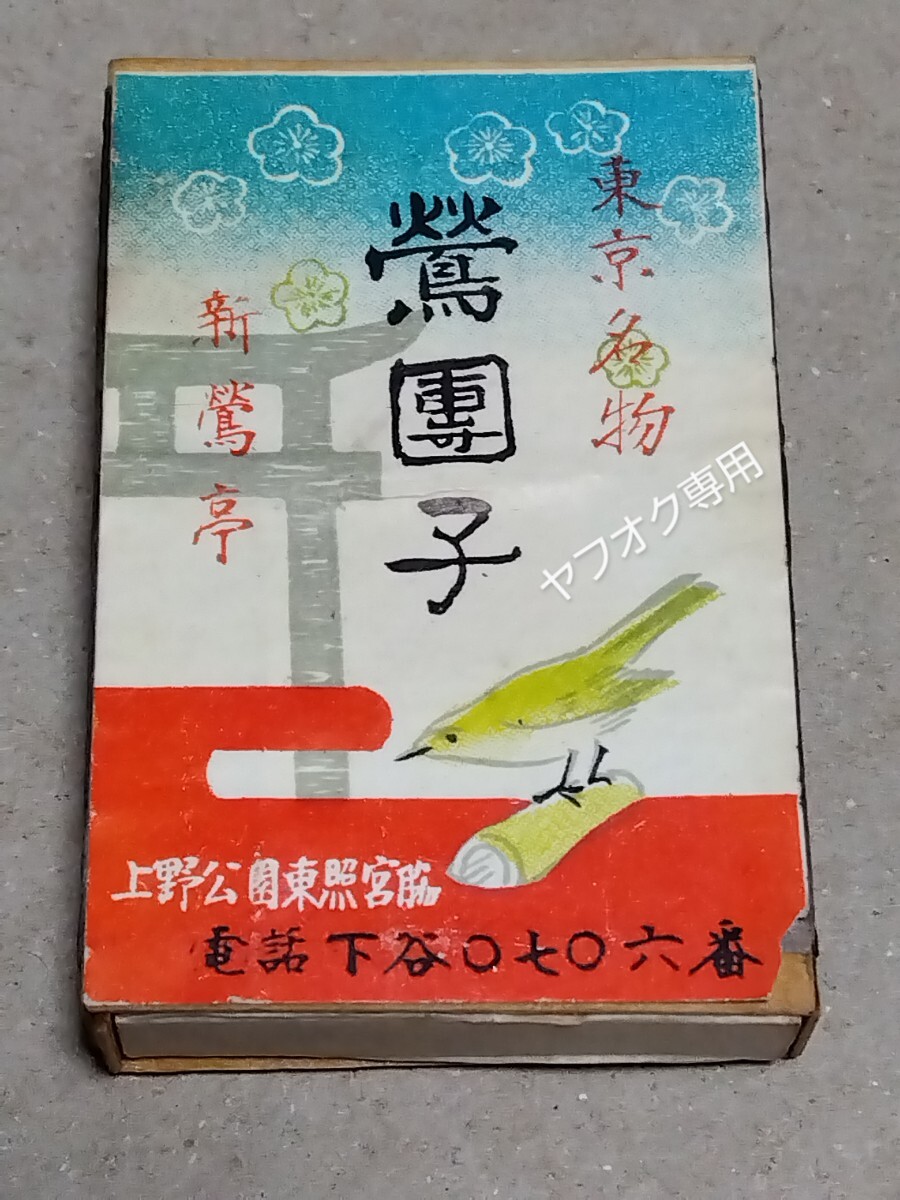 東京名物
鶯團子
新鶯亭
ヤフオク専用
上野公園東照宮脇
電話下谷〇七〇六番